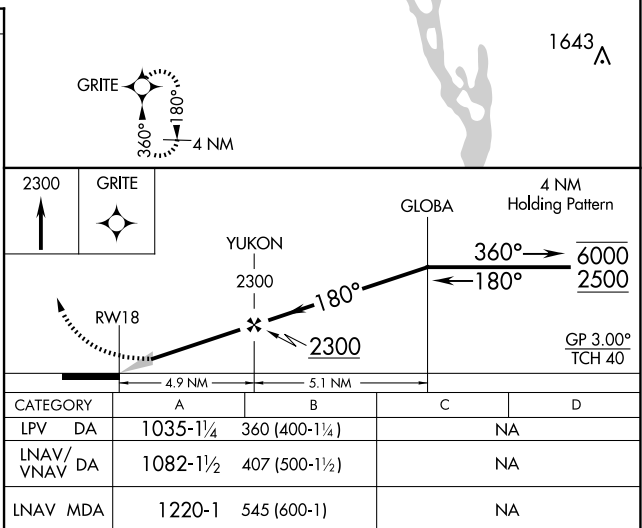 1643
GRITE
360°
180°
4 NM
2300
GRITE
4 NM
Holding Pattern
GLOBA
YUKON
2300
360°
6000
180°
2500
180°
RW18
2300
GP 3.00°
TCH 40
4.9 NM
5.1 NM
CATEGORY A B C D
LPV DA 1035-1¼ 360 (400-1¼) NA
LNAV/VNAV DA 1082-1½ 407 (500-1½) NA
LNAV MDA 1220-1 545 (600-1) NA